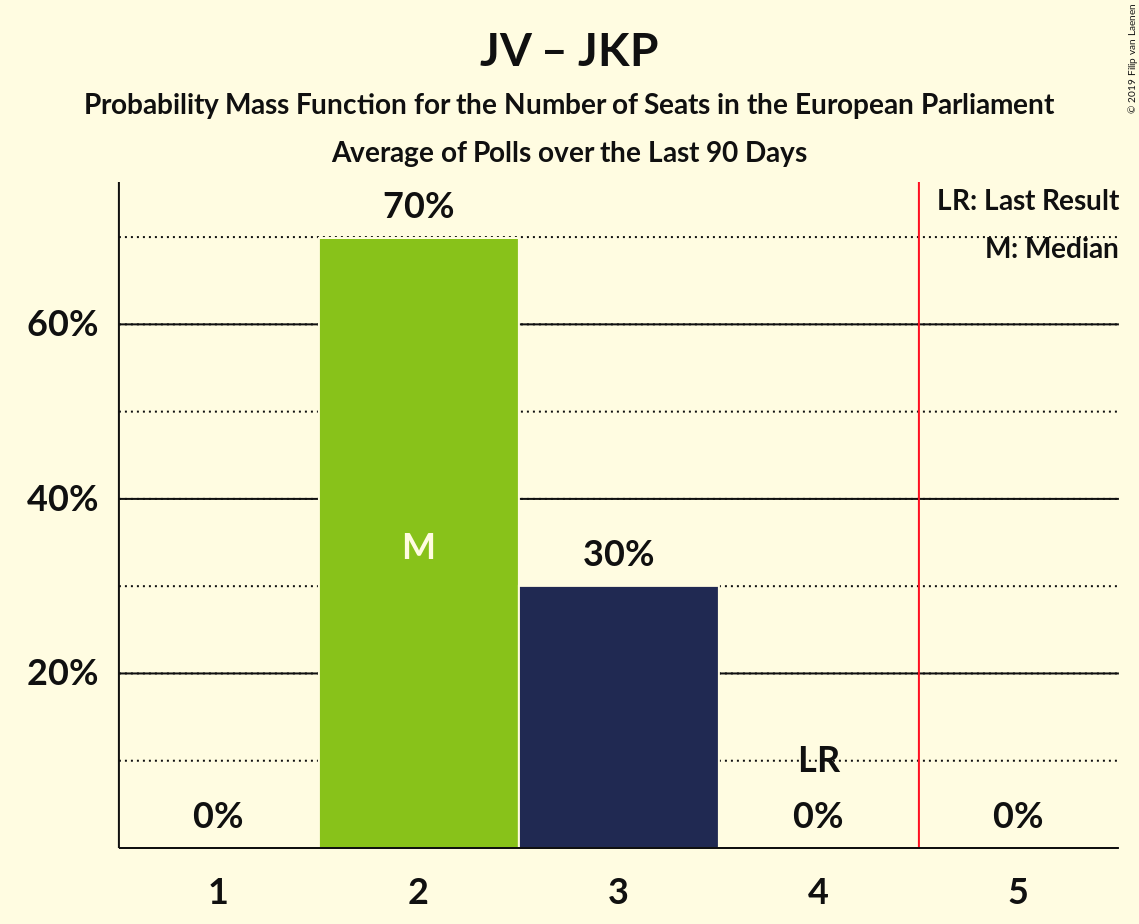 JV – JKP
Probability Mass Function for the Number of Seats in the European Parliament
Average of Polls over the Last 90 Days
© 2019 Filip van Laenen
LR: Last Result
M: Median
70%
60%
40%
20%
M
30%
LR
0%
0%
0%
1
2
3
4
5